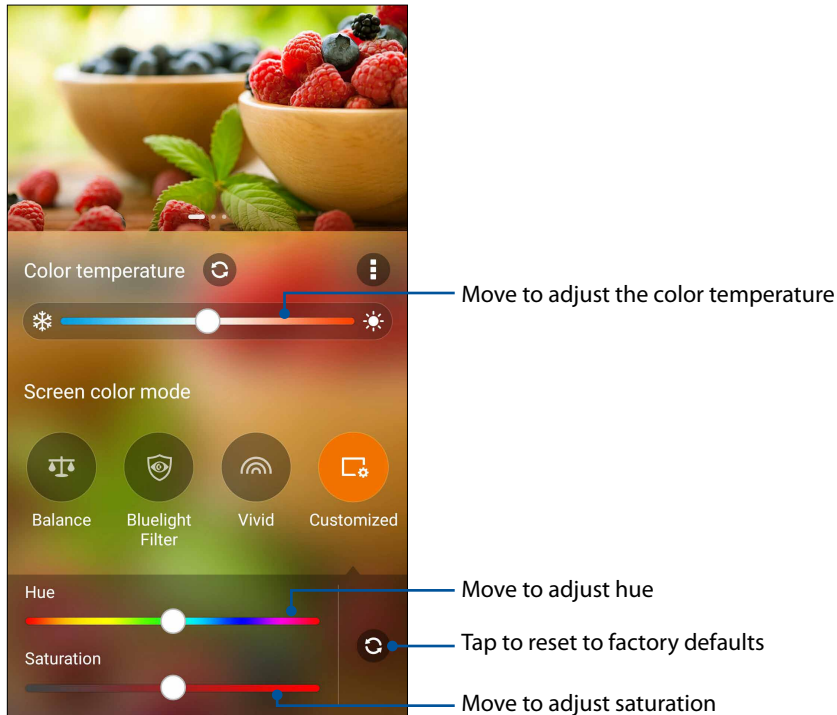 Color temperature
Move to adjust the color temperature
Screen color mode
Balance
Bluelight
Filter
Vivid
Customized
Hue
Move to adjust hue
Tap to reset to factory defaults
Saturation
Move to adjust saturation